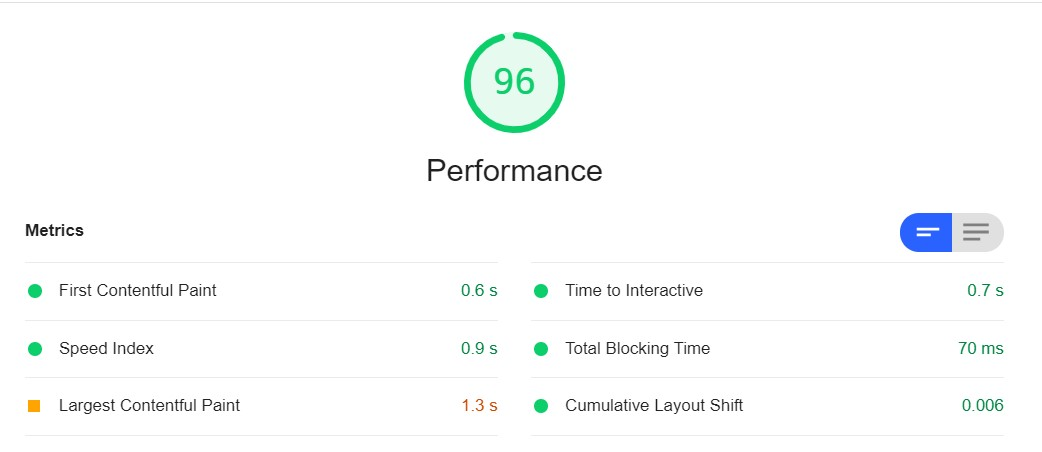 96
Performance
Metrics
First Contentful Paint 0.6 s
Time to Interactive 0.7 s
Speed Index 0.9 s
Total Blocking Time 70 ms
Largest Contentful Paint 1.3 s
Cumulative Layout Shift 0.006